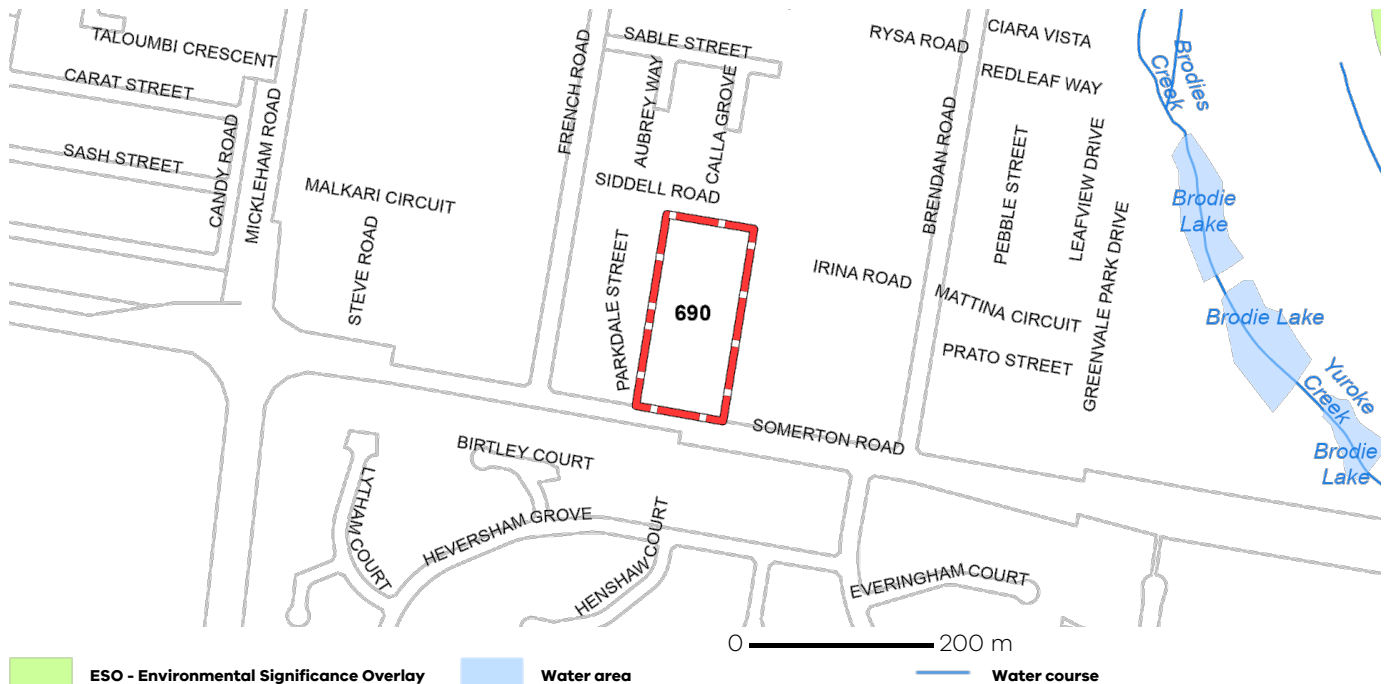 TALOUMBI CRESCENT
CARAT STREET
SASH STREET
CANDY ROAD
MICKLEHAM ROAD
MALKARI CIRCUIT
STEVE ROAD
FRENCH ROAD
SABLE STREET
AUBREY WAY
CALLA GROVE
SIDDELL ROAD
PARKDALE STREET
690
RYSA ROAD
CIARA VISTA
REDLEAF WAY
BRENDAN ROAD
PEBBLE STREET
LEAFVIEW DRIVE
GREENVALE PARK DRIVE
IRINA ROAD
MATTINA CIRCUIT
PRATO STREET
Brodies
Creek
Brodie
Lake
Brodie Lake
Yuroke
Creek
Brodie
Lake
SOMERTON ROAD
BIRTLEY COURT
LYTHAM COURT
HEVERSHAM GROVE
HENSHAW COURT
EVERINGHAM COURT
0 200 m
ESO - Environmental Significance Overlay Water area Water course